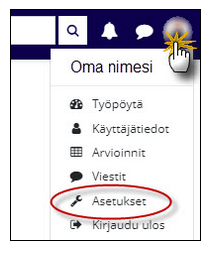 Oma nimesi
Työpöytä
Käyttäjätiedot
Arvioinnit
Viestit
Asetukset
Kirjaudu ulos